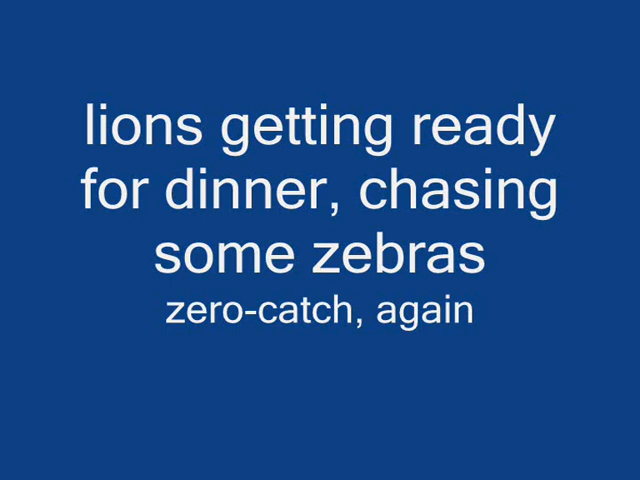 lions getting ready
for dinner, chasing
some zebras
zero-catch, again